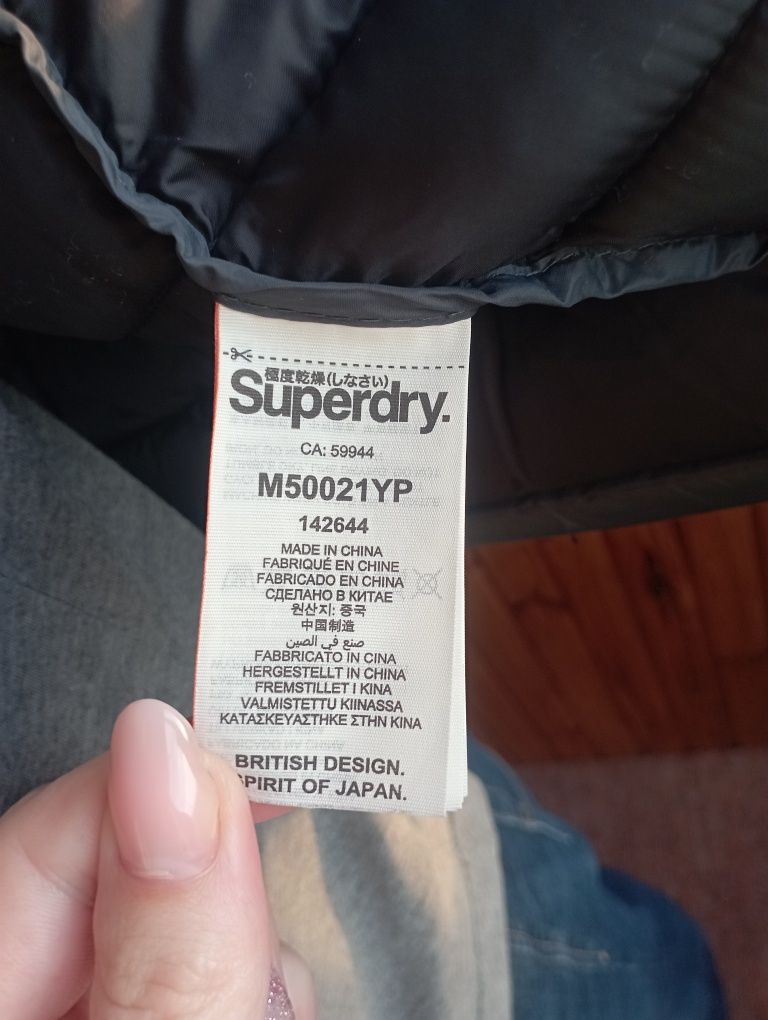 極度乾燥(しなさい)
Superdry.
CA: 59944
M50021YP
142644
MADE IN CHINA
FABRIQUÉ EN CHINE
FABRICADO EN CHINA
СДЕЛАНО В КИТАЕ
원산지: 중국
中国制造
صنع في الصين
FABBRICATO IN CINA
HERGESTELLT IN CHINA
FREMSTILLET I KINA
VALMISTETTU KIINASSA
ΚΑΤΑΣΚΕΥΑΣΤΗΚΕ ΣΤΗΝ ΚΙΝΑ
BRITISH DESIGN.
SPIRIT OF JAPAN.